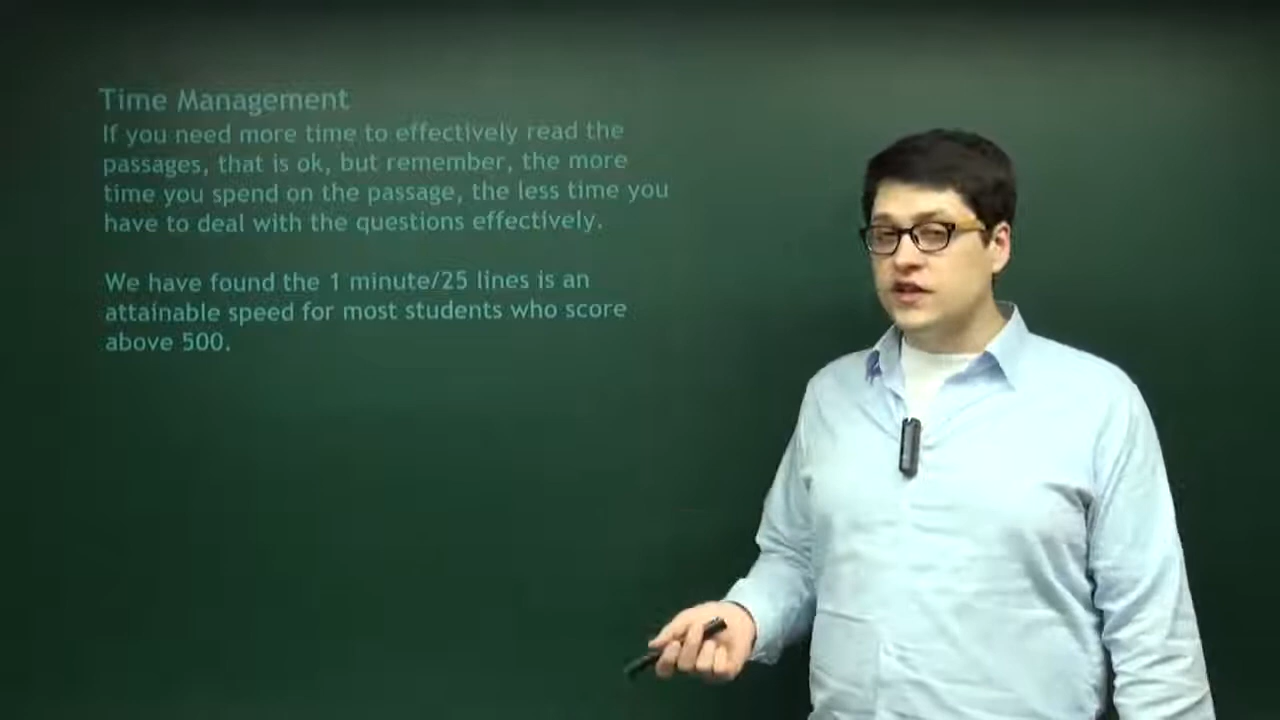 Time Management
If you need more time to effectively read the
passages, that is ok, but remember, the more
time you spend on the passage, the less time you
have to deal with the questions effectively.
We have found the 1 minute/25 lines is an
attainable speed for most students who score
above 500.